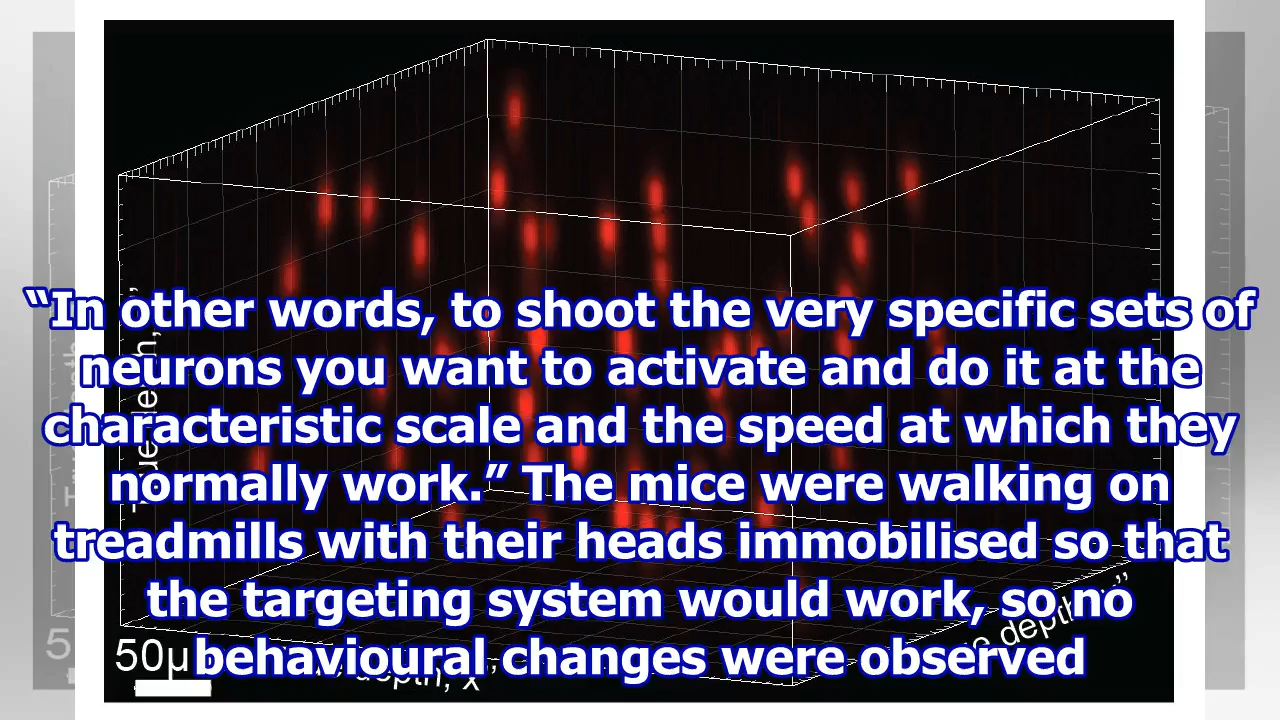 “In other words, to shoot the very specific sets of
neurons you want to activate and do it at the
characteristic scale and the speed at which they
normally work.” The mice were walking on
treadmills with their heads immobilised so that
the targeting system would work, so no
behavioural changes were observed
50µ
depth, x”
depth,